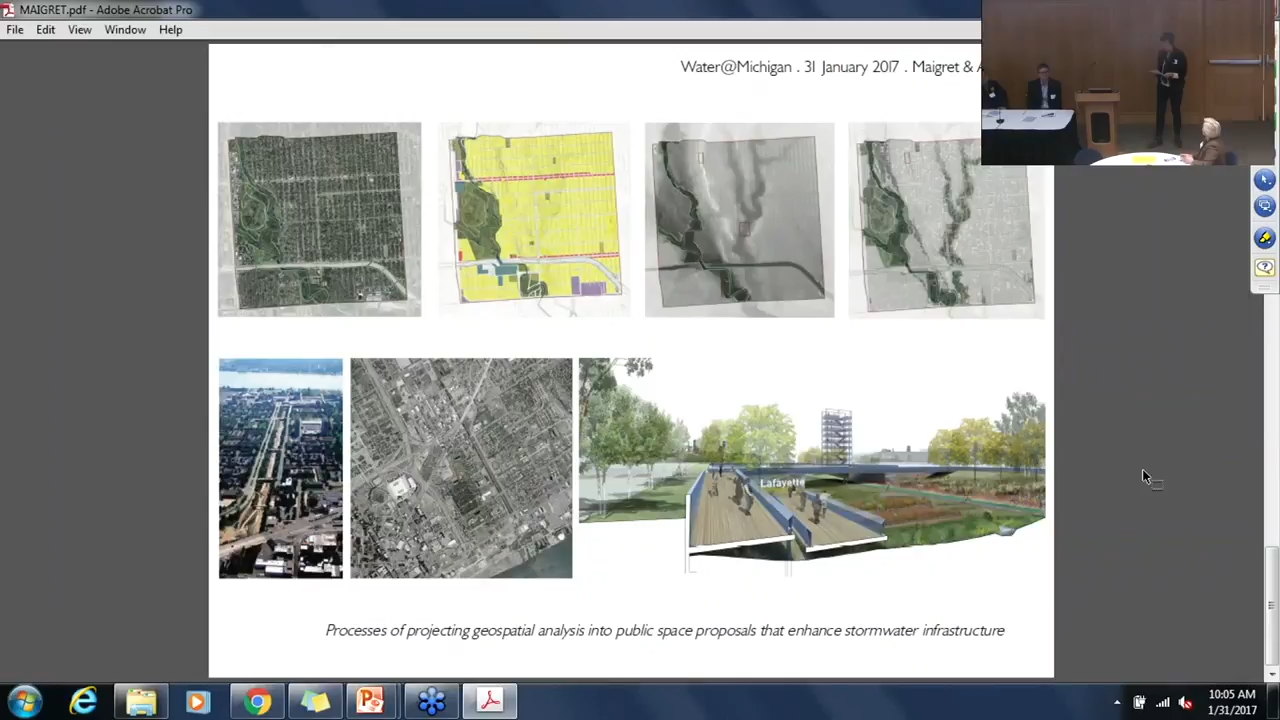 MAIGRET.pdf - Adobe Acrobat Pro
File Edit View Window Help
Water@Michigan . 31 January 2017 . Maigret & A
Lafayette
Processes of projecting geospatial analysis into public space proposals that enhance stormwater infrastructure
10:05 AM
1/31/2017